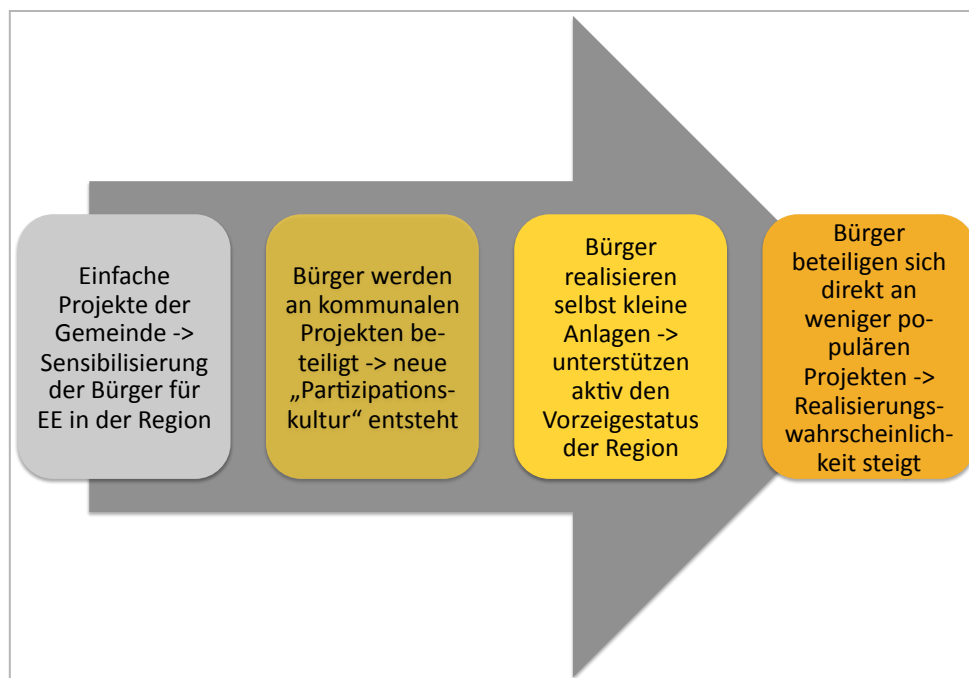 Einfache
Projekte der
Gemeinde ->
Sensibilisierung
der Bürger für
EE in der Region
Bürger werden
an kommunalen
Projekten be-
teiligt -> neue
„Partizipations-
kultur“ entsteht
Bürger
realisieren
selbst kleine
Anlagen ->
unterstützen
aktiv den
Vorzeigestatus
der Region
Bürger
beteiligen sich
direkt an
weniger po-
pulären
Projekten ->
Realisierungs-
wahrscheinlich-
keit steigt